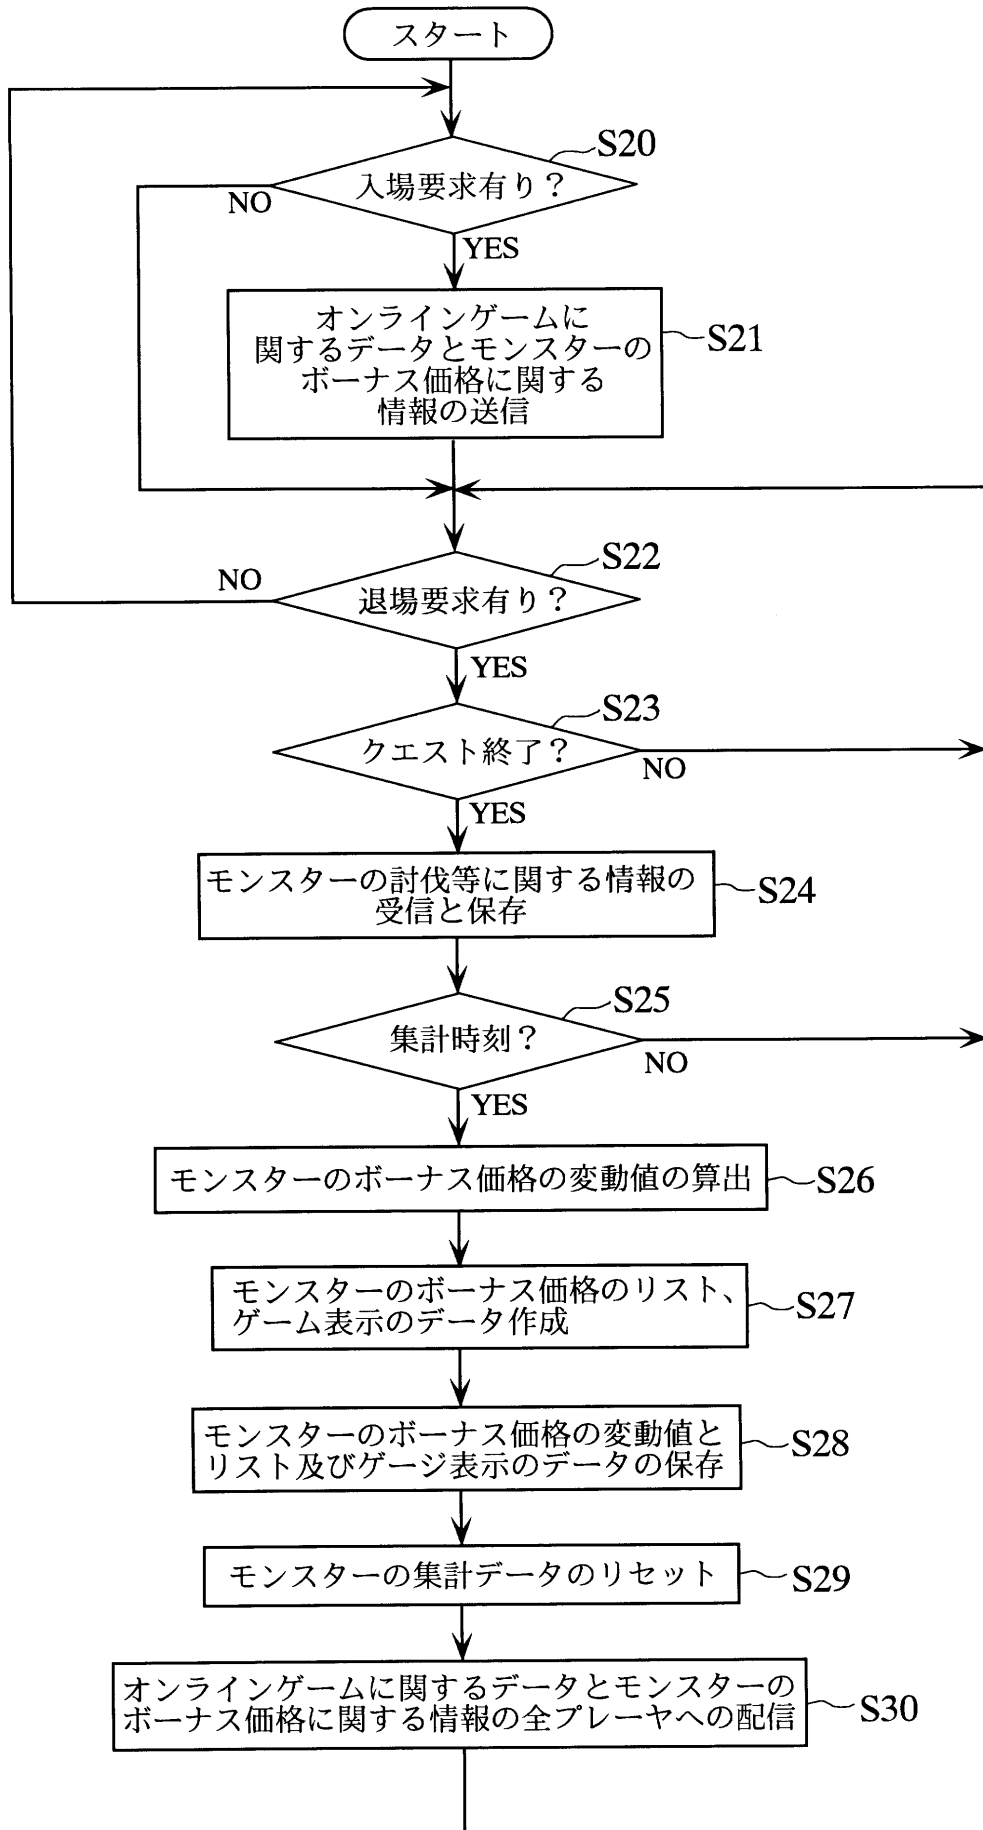 スタート
S20
入場要求有り？
NO
YES
オンラインゲームに
関するデータとモンスターの
ボーナス価格に関する
情報の送信
S21
S22
NO
退場要求有り？
YES
S23
クエスト終了？
NO
YES
モンスターの討伐等に関する情報の
受信と保存
S24
S25
集計時刻？
NO
YES
モンスターのボーナス価格の変動値の算出
S26
モンスターのボーナス価格のリスト、
ゲーム表示のデータ作成
S27
モンスターのボーナス価格の変動値と
リスト及びゲージ表示のデータの保存
S28
モンスターの集計データのリセット
S29
オンラインゲームに関するデータとモンスターの
ボーナス価格に関する情報の全プレーヤへの配信
S30